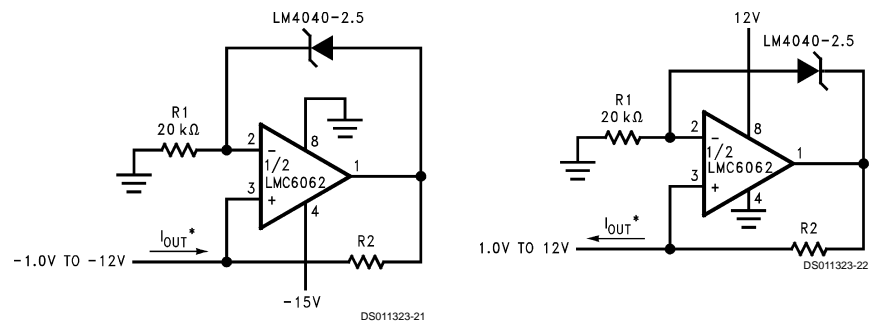 LM4040-2.5
R1
20 kΩ
2
8
−
1/2
LMC6062
1
3
+
4
IOUT*
R2
-1.0V TO -12V
-15V
DS011323-21
12V
LM4040-2.5
R1
20 kΩ
2
8
−
1/2
LMC6062
1
3
+
4
IOUT*
R2
1.0V TO 12V
DS011323-22